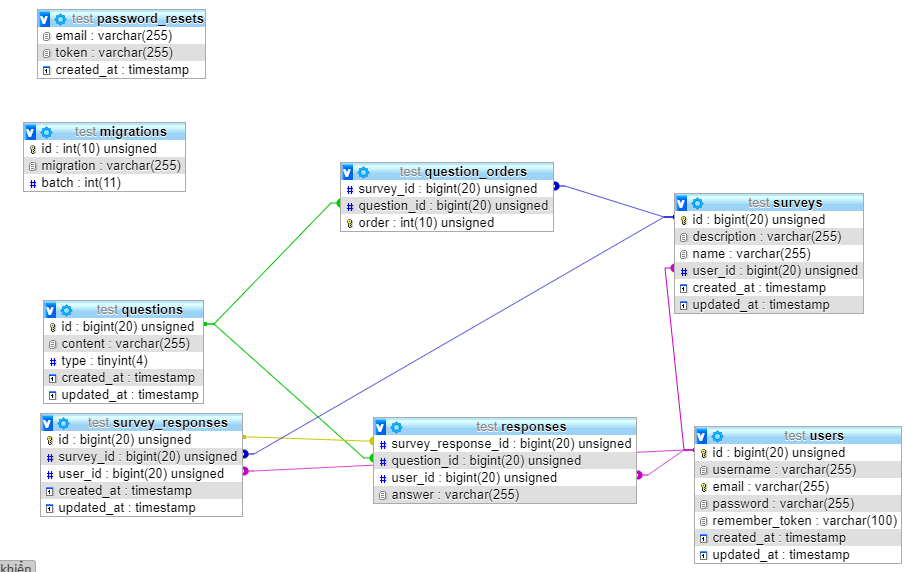 test password_resets
email : varchar(255)
token : varchar(255)
created_at : timestamp
test migrations
id : int(10) unsigned
migration : varchar(255)
batch : int(11)
test question_orders
survey_id : bigint(20) unsigned
question_id : bigint(20) unsigned
order : int(10) unsigned
test surveys
id : bigint(20) unsigned
description : varchar(255)
name : varchar(255)
user_id : bigint(20) unsigned
created_at : timestamp
updated_at : timestamp
test questions
id : bigint(20) unsigned
content : varchar(255)
type : tinyint(4)
created_at : timestamp
updated_at : timestamp
test survey_responses
id : bigint(20) unsigned
survey_id : bigint(20) unsigned
user_id : bigint(20) unsigned
created_at : timestamp
updated_at : timestamp
test responses
survey_response_id : bigint(20) unsigned
question_id : bigint(20) unsigned
user_id : bigint(20) unsigned
answer : varchar(255)
test users
id : bigint(20) unsigned
username : varchar(255)
email : varchar(255)
password : varchar(255)
remember_token : varchar(100)
created_at : timestamp
updated_at : timestamp
khiển